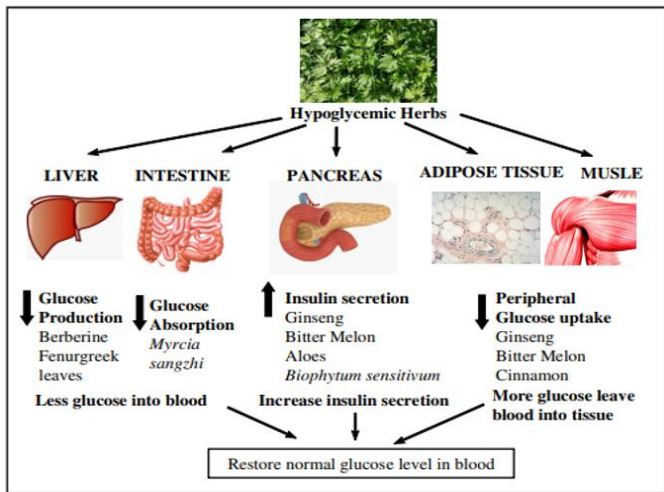 Hypoglycemic Herbs
LIVER
INTESTINE
PANCREAS
ADIPOSE TISSUE
MUSLE
Glucose
Production
Berberine
Fenurgreek
leaves
Less glucose into blood
Glucose
Absorption
Myrcia
sangzhi
Insulin secretion
Ginseng
Bitter Melon
Aloes
Biophytum sensitivum
Increase insulin secretion
Peripheral
Glucose uptake
Ginseng
Bitter Melon
Cinnamon
More glucose leave
blood into tissue
Restore normal glucose level in blood